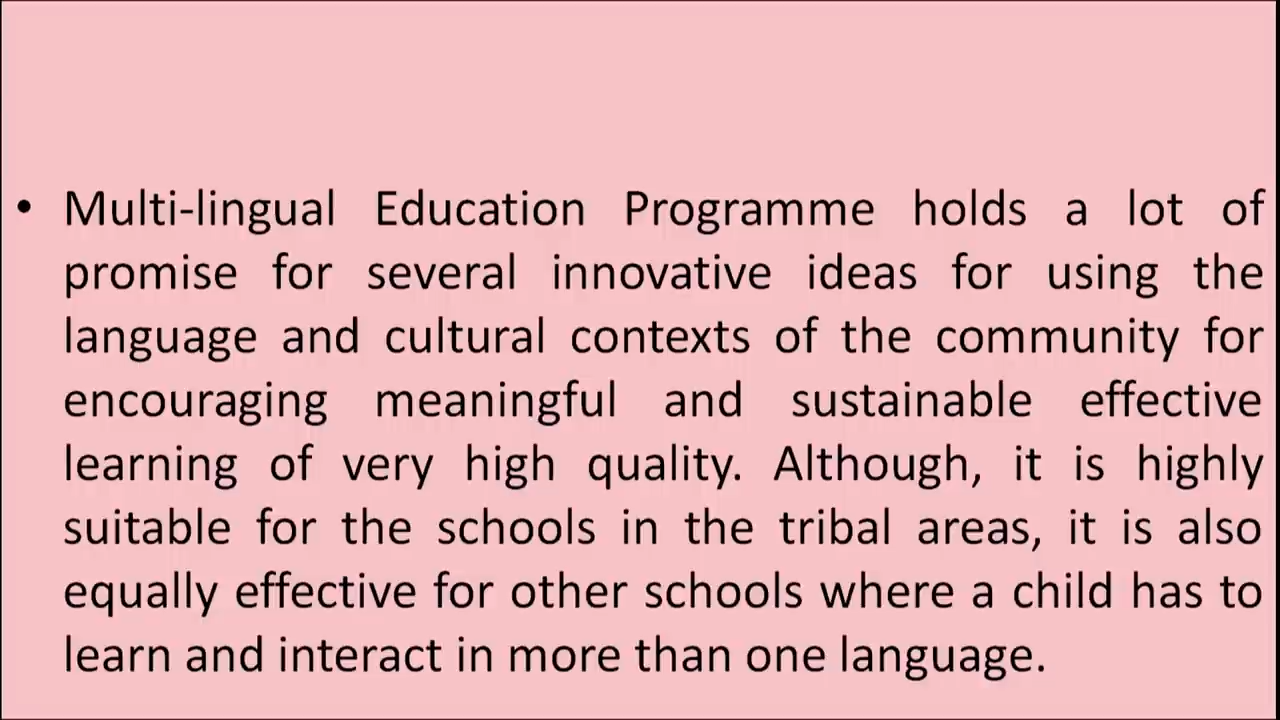 • Multi-lingual Education Programme holds a lot of
promise for several innovative ideas for using the
language and cultural contexts of the community for
encouraging meaningful and sustainable effective
learning of very high quality. Although, it is highly
suitable for the schools in the tribal areas, it is also
equally effective for other schools where a child has to
learn and interact in more than one language.